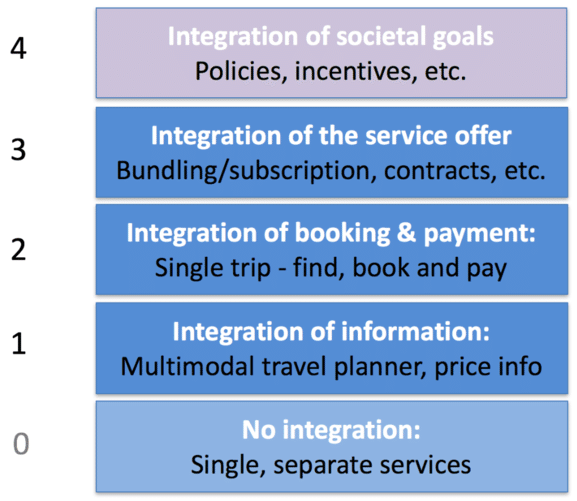 4
Integration of societal goals
Policies, incentives, etc.
3
Integration of the service offer
Bundling/subscription, contracts, etc.
2
Integration of booking & payment:
Single trip - find, book and pay
1
Integration of information:
Multimodal travel planner, price info
0
No integration:
Single, separate services